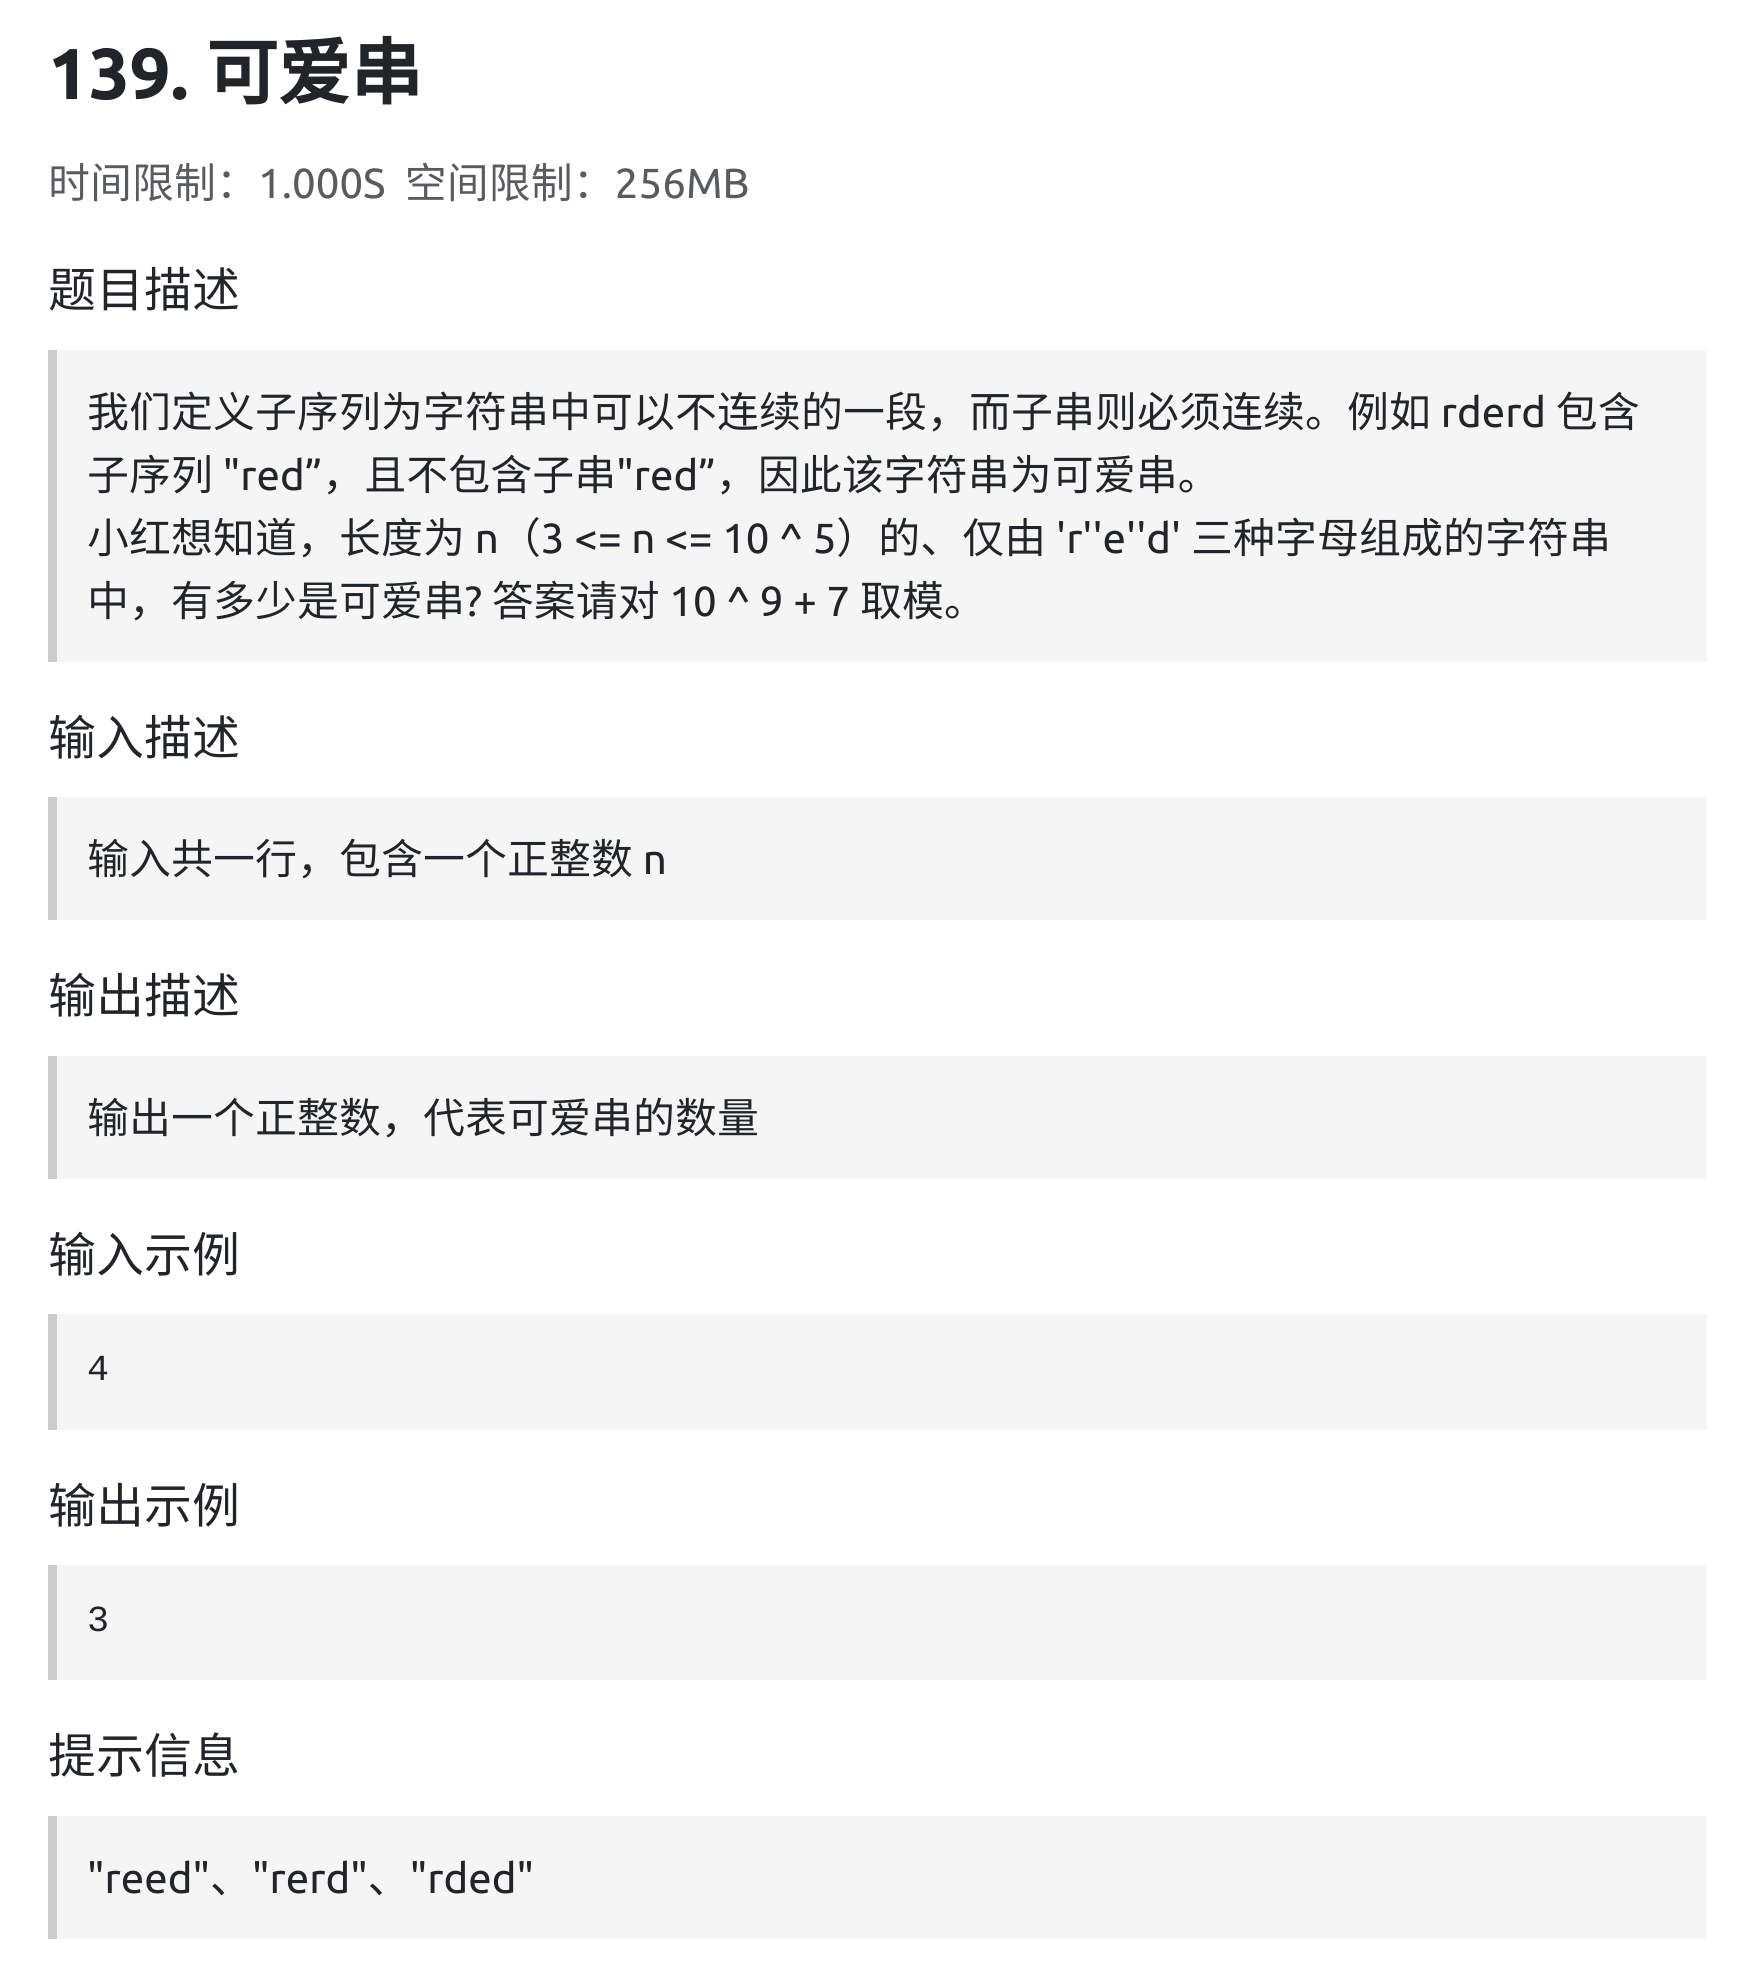 139. 可爱串
时间限制：1.000S 空间限制：256MB
题目描述
我们定义子序列为字符串中可以不连续的一段，而子串则必须连续。例如 rderd 包含
子序列 "red”，且不包含子串"red”，因此该字符串为可爱串。
小红想知道，长度为 n（3 <= n <= 10 ^ 5）的、仅由 'r''e''d' 三种字母组成的字符串
中，有多少是可爱串? 答案请对 10 ^ 9 + 7 取模。
输入描述
输入共一行，包含一个正整数 n
输出描述
输出一个正整数，代表可爱串的数量
输入示例
4
输出示例
3
提示信息
"reed"、"rerd"、"rded"